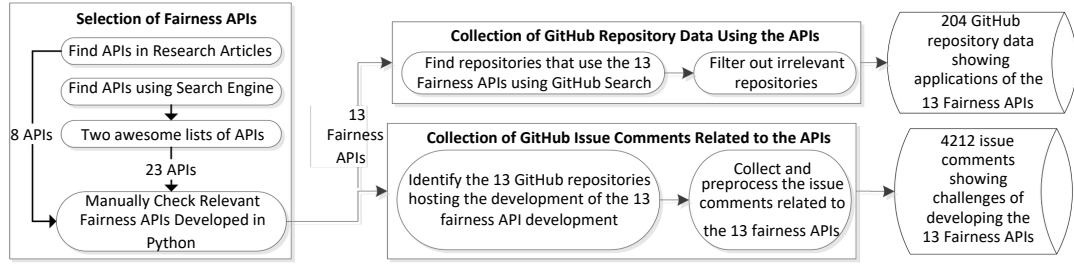 Selection of Fairness APIs
Find APIs in Research Articles
Find APIs using Search Engine
8 APIs
Two awesome lists of APIs
23 APIs
Manually Check Relevant
Fairness APIs Developed in
Python
13
Fairness
APIs
Collection of GitHub Repository Data Using the APIs
Find repositories that use the 13
Fairness APIs using GitHub Search
Filter out irrelevant
repositories
204 GitHub
repository data
showing
applications of the
13 Fairness APIs
Collection of GitHub Issue Comments Related to the APIs
Identify the 13 GitHub repositories
hosting the development of the 13
fairness API development
Collect and
preprocess the issue
comments related to
the 13 fairness APIs
4212 issue
comments
showing
challenges of
developing the
13 Fairness APIs